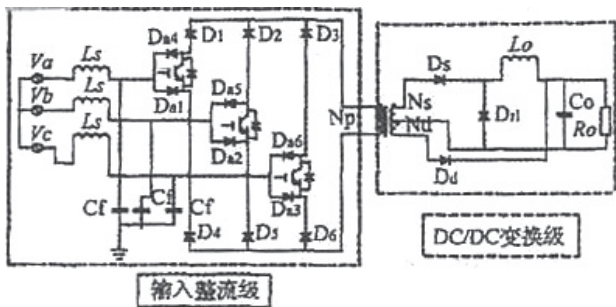 Da4 D1 D2 D3
Va Ls
Vb Ls
Vc Ls
Da1
Da5
Da2
Da6
Da3
Cf Cf Cf
D4 D5 D6
输入整流级
Np
Ns
Nd
Ds
Lo
Co
Ro
Dd
DC/DC变换级